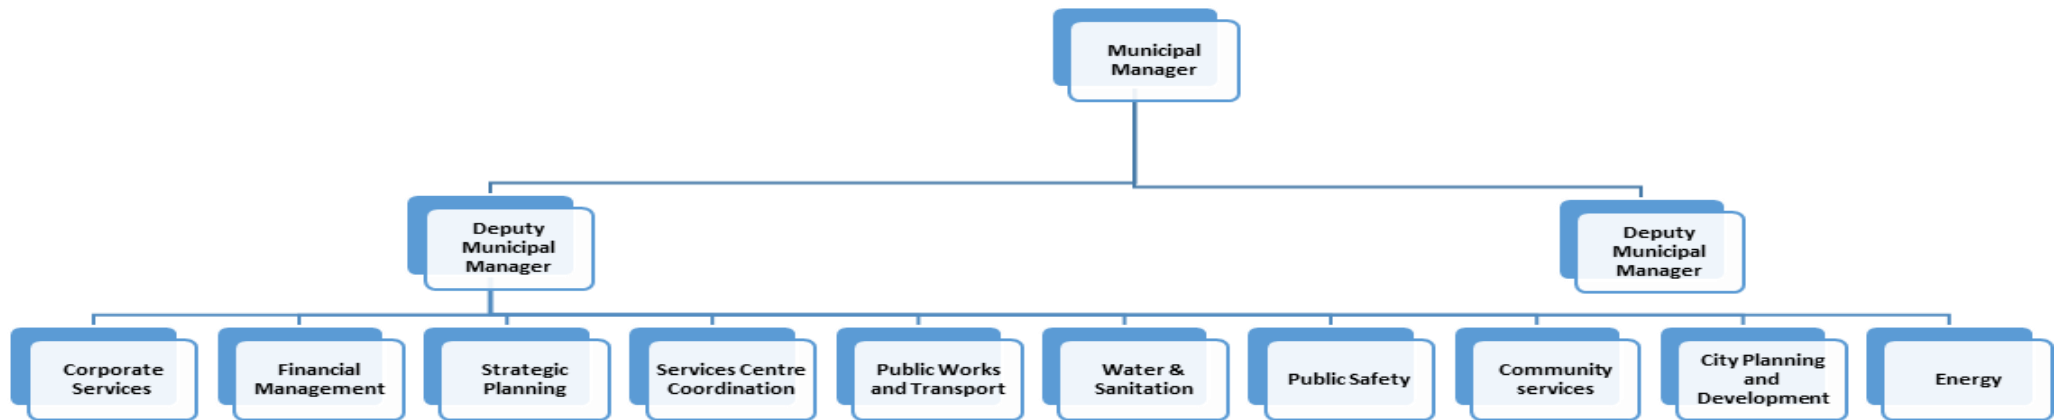 Municipal
Manager
Deputy
Municipal
Manager
Deputy
Municipal
Manager
Corporate
Services
Financial
Management
Strategic
Planning
Services Centre
Coordination
Public Works
and Transport
Water &
Sanitation
Public Safety
Community
services
City Planning
and
Development
Energy